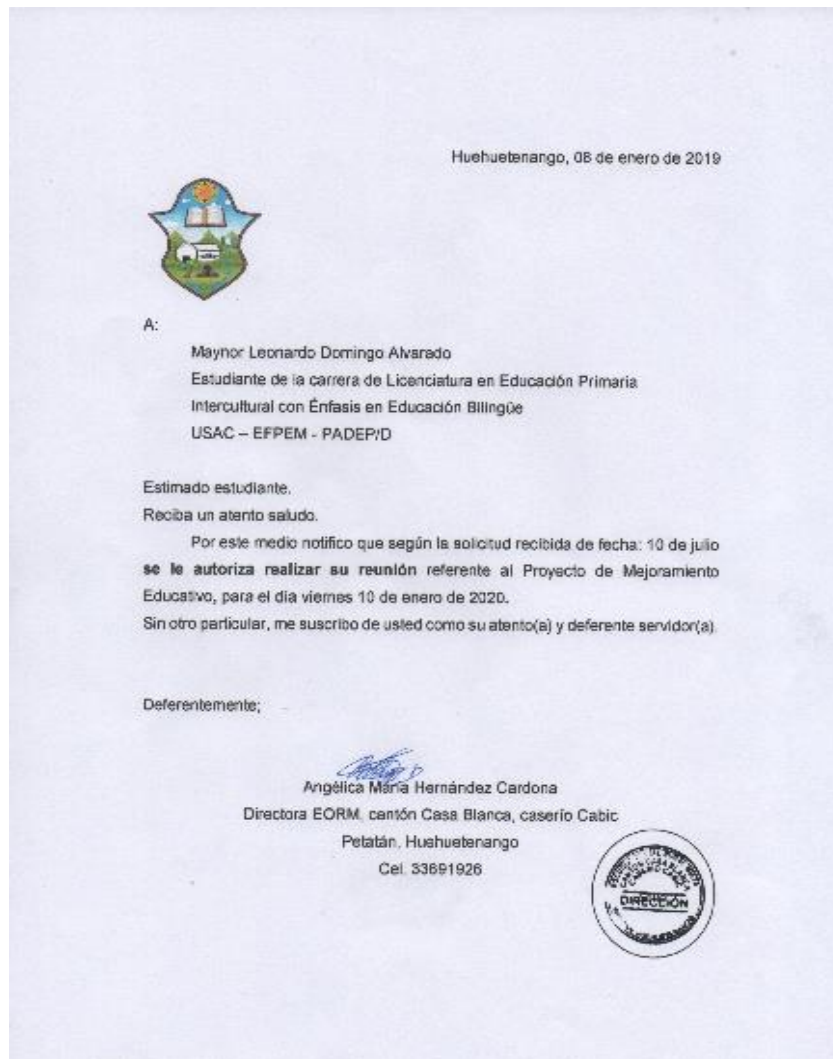 Huehuetenango, 08 de enero de 2019
A:
Maynor Leonardo Domingo Alvarado
Estudiante de la carrera de Licenciatura en Educación Primaria
Intercultural con Énfasis en Educación Bilingüe
USAC – EFPEM - PADEP/D
Estimado estudiante.
Reciba un atento saludo.
Por este medio notifico que según la solicitud recibida de fecha: 10 de julio
se le autoriza realizar su reunión referente al Proyecto de Mejoramiento
Educativo, para el día viernes 10 de enero de 2020.
Sin otro particular, me suscribo de usted como su atento(a) y deferente servidor(a).
Deferentemente;
Angélica María Hernández Cardona
Directora EORM, cantón Casa Blanca, caserío Cabic
Petatán, Huehuetenango
Cel. 33691926
CANTÓN CASA BLANCA
CASERÍO CABIC
DIRECCIÓN